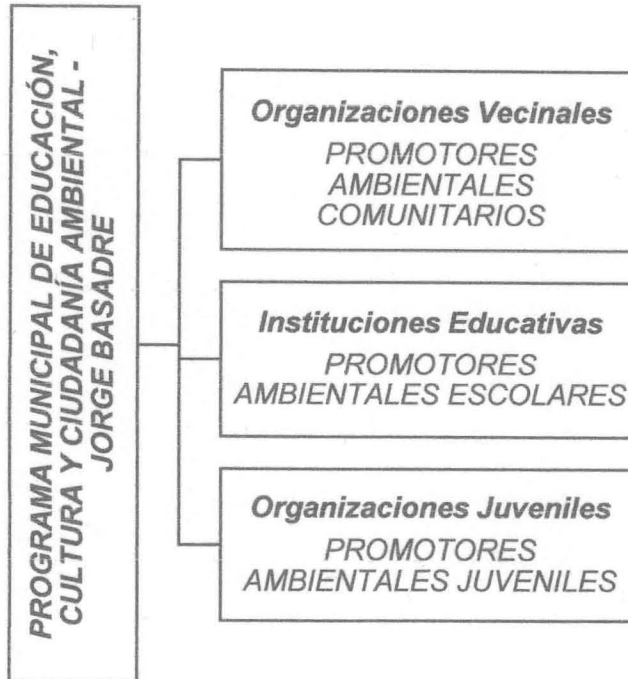 PROGRAMA MUNICIPAL DE EDUCACIÓN,
CULTURA Y CIUDADANÍA AMBIENTAL -
JORGE BASADRE
Organizaciones Vecinales
PROMOTORES
AMBIENTALES
COMUNITARIOS
Instituciones Educativas
PROMOTORES
AMBIENTALES ESCOLARES
Organizaciones Juveniles
PROMOTORES
AMBIENTALES JUVENILES